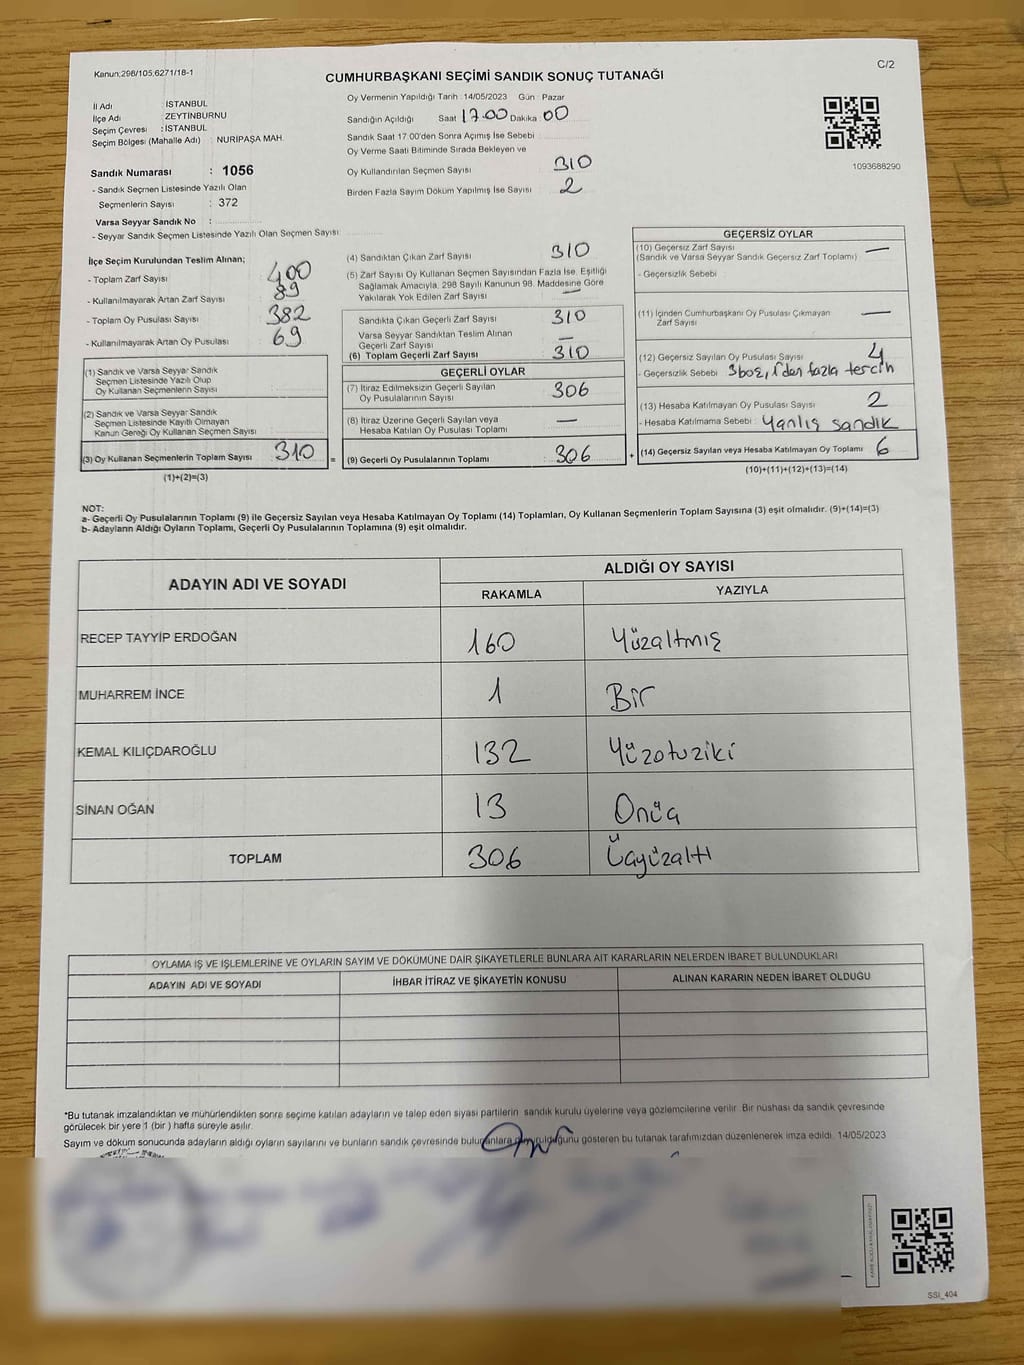 Kanun:298/105,6271/18-1
C/2
CUMHURBAŞKANI SEÇİMİ SANDIK SONUÇ TUTANAĞI
İl Adı : İSTANBUL
İlçe Adı : ZEYTİNBURNU
Seçim Çevresi : İSTANBUL
Seçim Bölgesi (Mahalle Adı) : NURİPAŞA MAH.
Sandık Numarası : 1056
- Sandık Seçmen Listesinde Yazılı Olan
Seçmenlerin Sayısı : 372
Varsa Seyyar Sandık No :
- Seyyar Sandık Seçmen Listesinde Yazılı Olan Seçmen Sayısı:
Oy Vermenin Yapıldığı Tarih :14/05/2023 Gün : Pazar
Sandığın Açıldığı Saat 17.00 Dakika 00
Sandık Saat 17.00'den Sonra Açımış İse Sebebi
Oy Verme Saati Bitiminde Sırada Bekleyen ve
Oy Kullandırılan Seçmen Sayısı 310
Birden Fazla Sayım Döküm Yapılmış İse Sayısı 2
1093688290
İlçe Seçim Kurulundan Teslim Alınan;
- Toplam Zarf Sayısı 400
- Kullanılmayarak Artan Zarf Sayısı 89
- Toplam Oy Pusulası Sayısı 382
- Kullanılmayarak Artan Oy Pusulası 69
(1) Sandık ve Varsa Seyyar Sandık
Seçmen Listesinde Yazılı Olup
Oy Kullanan Seçmenlerin Sayısı
(2) Sandık ve Varsa Seyyar Sandık
Seçmen Listesinde Kayıtlı Olmayan
Kanun Gereği Oy Kullanan Seçmen Sayısı
(3) Oy Kullanan Seçmenlerin Toplam Sayısı 310
(1)+(2)=(3)
(4) Sandıktan Çıkan Zarf Sayısı 310
(5) Zarf Sayısı Oy Kullanan Seçmen Sayısından Fazla İse, Eşitliği
Sağlamak Amacıyla, 298 Sayılı Kanunun 98. Maddesine Göre
Yakılarak Yok Edilen Zarf Sayısı —
Sandıkta Çıkan Geçerli Zarf Sayısı 310
Varsa Seyyar Sandıktan Teslim Alınan
Geçerli Zarf Sayısı —
(6) Toplam Geçerli Zarf Sayısı 310
=
GEÇERLİ OYLAR
(7) İtiraz Edilmeksizin Geçerli Sayılan
Oy Pusulalarının Sayısı 306
(8) İtiraz Üzerine Geçerli Sayılan veya
Hesaba Katılan Oy Pusulası Toplamı —
(9) Geçerli Oy Pusulalarının Toplamı 306
+
GEÇERSİZ OYLAR
(10) Geçersiz Zarf Sayısı
(Sandık ve Varsa Seyyar Sandık Geçersiz Zarf Toplamı) —
- Geçersizlik Sebebi :
(11) İçinden Cumhurbaşkanı Oy Pusulası Çıkmayan
Zarf Sayısı —
(12) Geçersiz Sayılan Oy Pusulası Sayısı 4
- Geçersizlik Sebebi : 3 boş, 1'den fazla tercih
(13) Hesaba Katılmayan Oy Pusulası Sayısı 2
- Hesaba Katılmama Sebebi : Yanlış sandık
(14) Geçersiz Sayılan veya Hesaba Katılmayan Oy Toplamı 6
(10)+(11)+(12)+(13)=(14)
NOT:
a- Geçerli Oy Pusulalarının Toplamı (9) ile Geçersiz Sayılan veya Hesaba Katılmayan Oy Toplamı (14) Toplamları, Oy Kullanan Seçmenlerin Toplam Sayısına (3) eşit olmalıdır. (9)+(14)=(3)
b- Adayların Aldığı Oyların Toplamı, Geçerli Oy Pusulalarının Toplamına (9) eşit olmalıdır.
ADAYIN ADI VE SOYADI ALDIĞI OY SAYISI
RAKAMLA YAZIYLA
RECEP TAYYİP ERDOĞAN 160 Yüzaltmış
MUHARREM İNCE 1 Bir
KEMAL KILIÇDAROĞLU 132 Yüzotuziki
SİNAN OĞAN 13 Onüç
TOPLAM 306 Üçyüzaltı
OYLAMA İŞ VE İŞLEMLERİNE VE OYLARIN SAYIM VE DÖKÜMÜNE DAİR ŞİKAYETLERLE BUNLARA AİT KARARLARIN NELERDEN İBARET BULUNDUKLARI
ADAYIN ADI VE SOYADI İHBAR İTİRAZ VE ŞİKAYETİN KONUSU ALINAN KARARIN NEDEN İBARET OLDUĞU
*Bu tutanak imzalandıktan ve mühürlendikten sonra seçime katılan adayların ve talep eden siyasi partilerin sandık kurulu üyelerine veya gözlemcilerine verilir. Bir nüshası da sandık çevresinde
görülecek bir yere 1 (bir) hafta süreyle asılır.
Sayım ve döküm sonucunda adayların aldığı oyların sayılarını ve bunların sandık çevresinde bulunanlara gösteren bu tutanak tarafımızdan düzenlenerek imza edildi. 14/05/2023
SSİ_404